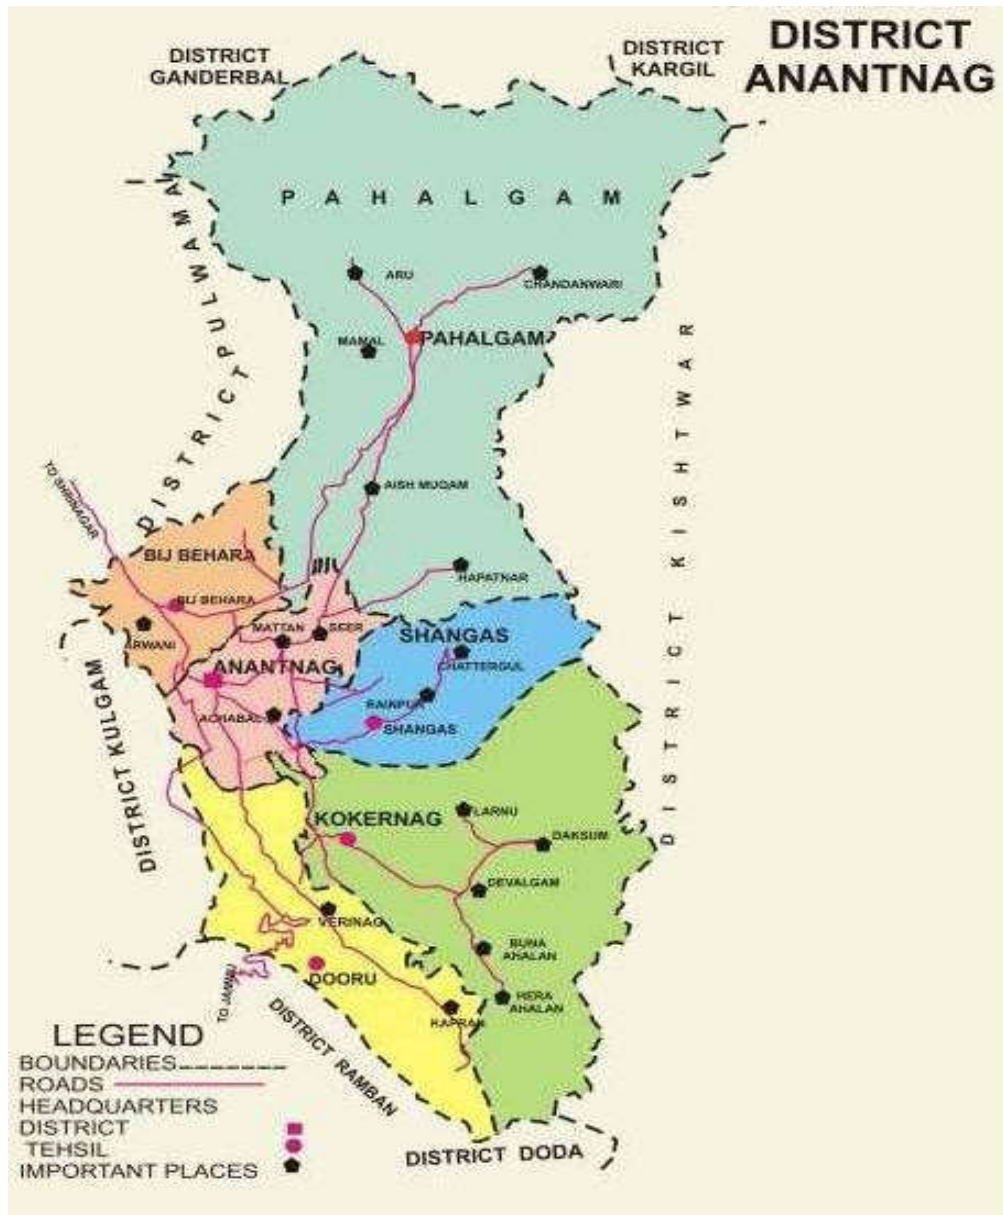 DISTRICT
ANANTNAG
DISTRICT
GANDERBAL
DISTRICT
KARGIL
PAHALGAM
DISTRICT PULWAMA
ARU
CHANDANWARI
MAMAL
PAHALGAM
DISTRICT KISHTWAR
TO SHRINAGAR
AISH MUQAM
BIJ BEHARA
HAPATNAR
BIJ BEHARA
ARWANI
MATTAN
SEER
SHANGAS
CHATTERGUL
ANANTNAG
RAINPUR
ACHABAL
SHANGAS
DISTRICT KULGAM
LARNU
KOKERNAG
DAKSUM
DEVALGAM
VERINAG
BUNA
AHALAN
DOORU
HERA
AHALAN
TO JAMMU
KAPRAN
DISTRICT RAMBAN
DISTRICT DODA
LEGEND
BOUNDARIES
ROADS
HEADQUARTERS
DISTRICT
TEHSIL
IMPORTANT PLACES